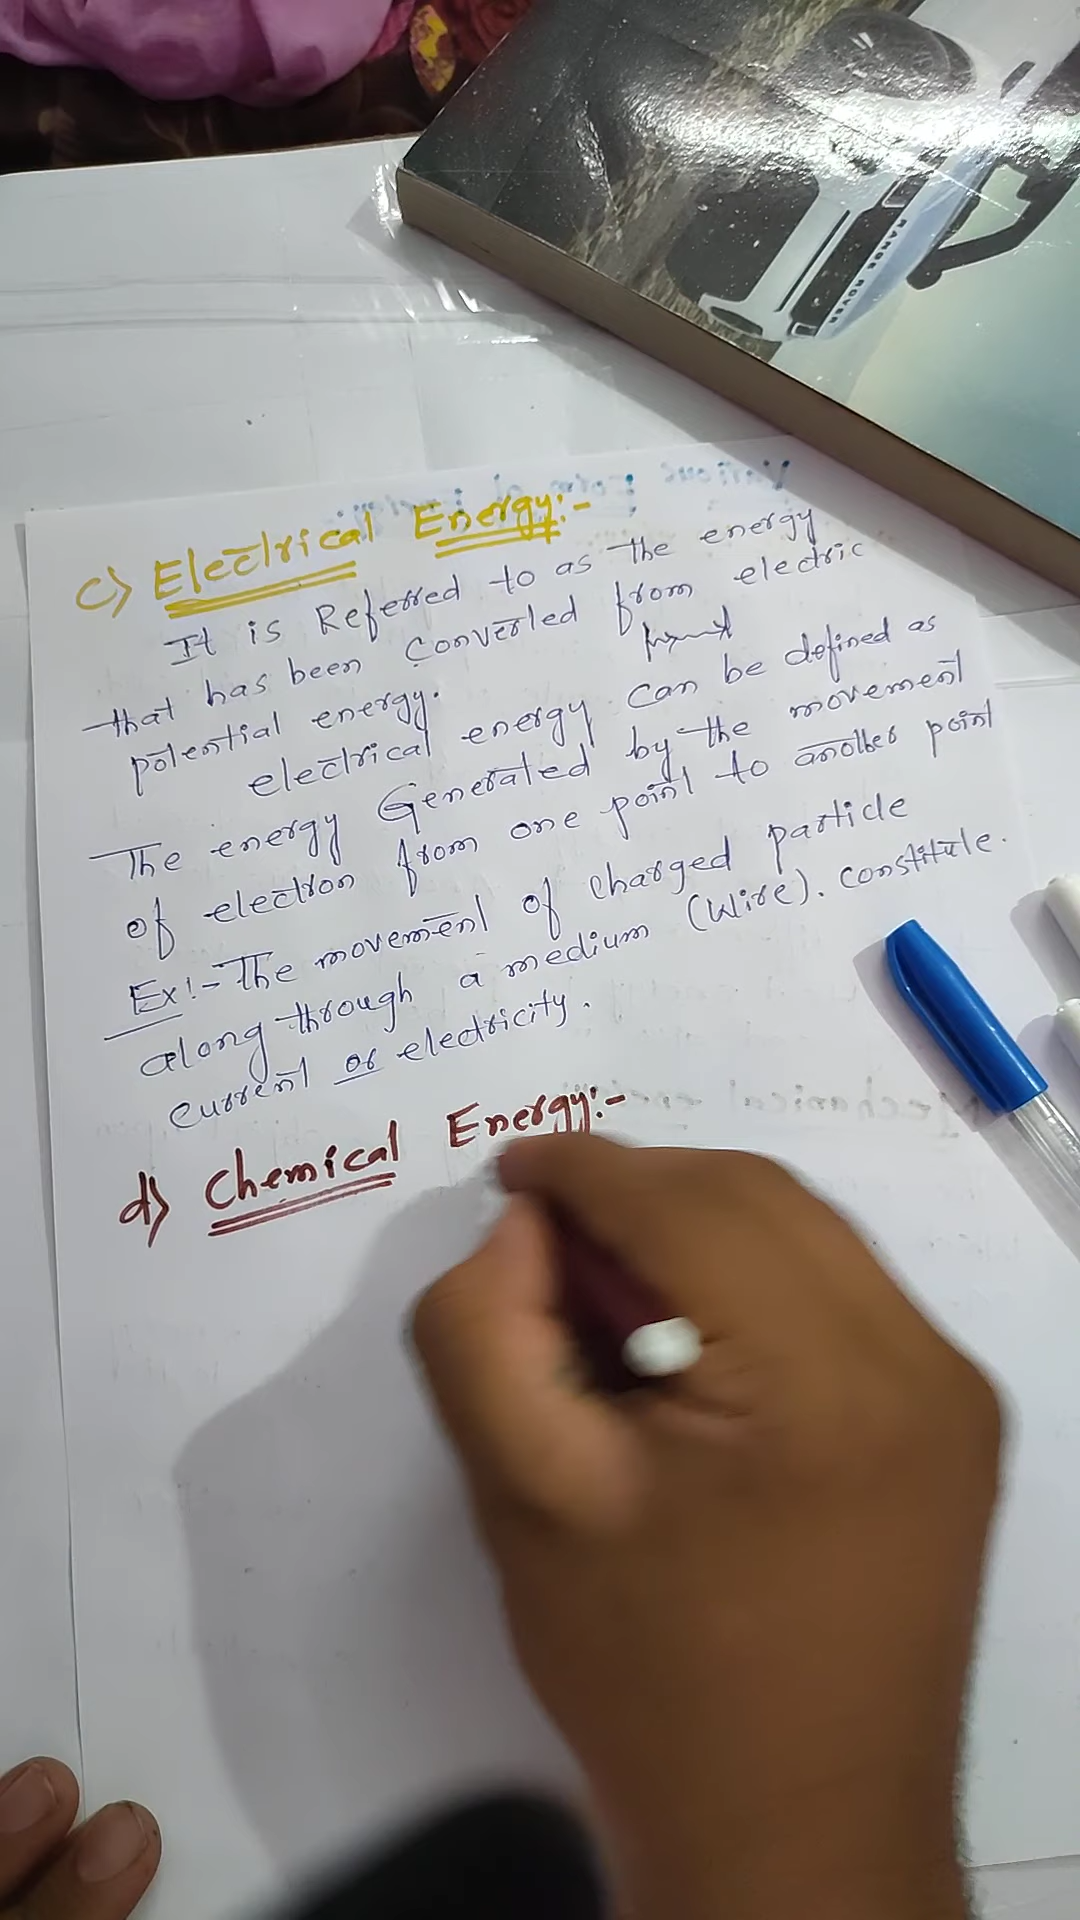 RANGE ROVER
c) Electrical Energy:-
It is Referred to as the energy
that has been converted from electric
potential energy.
electrical energy can be defined as
The energy Generated by the movement
of electron from one point to another point
Ex:- The movement of charged particle
along through a medium (wire). constitute.
current or electricity.
d) Chemical Energy:-